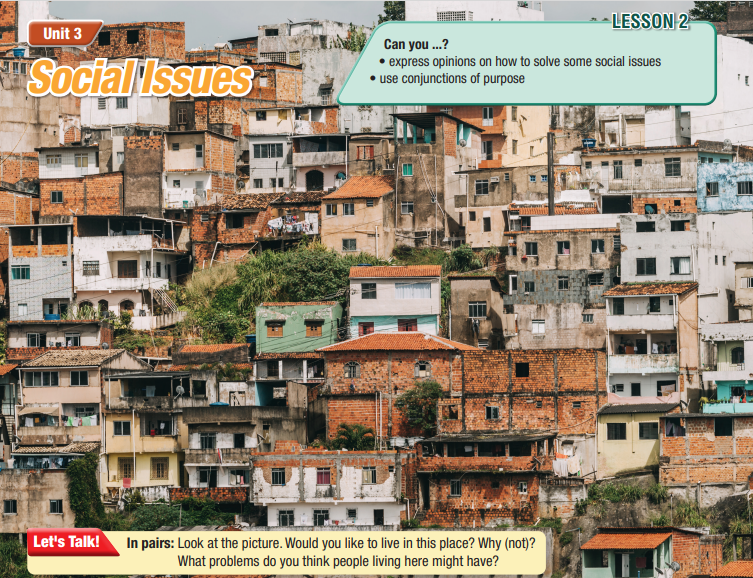 Unit 3
Social Issues
LESSON 2
Can you ...?
• express opinions on how to solve some social issues
• use conjunctions of purpose
Let's Talk!
In pairs: Look at the picture. Would you like to live in this place? Why (not)?
What problems do you think people living here might have?